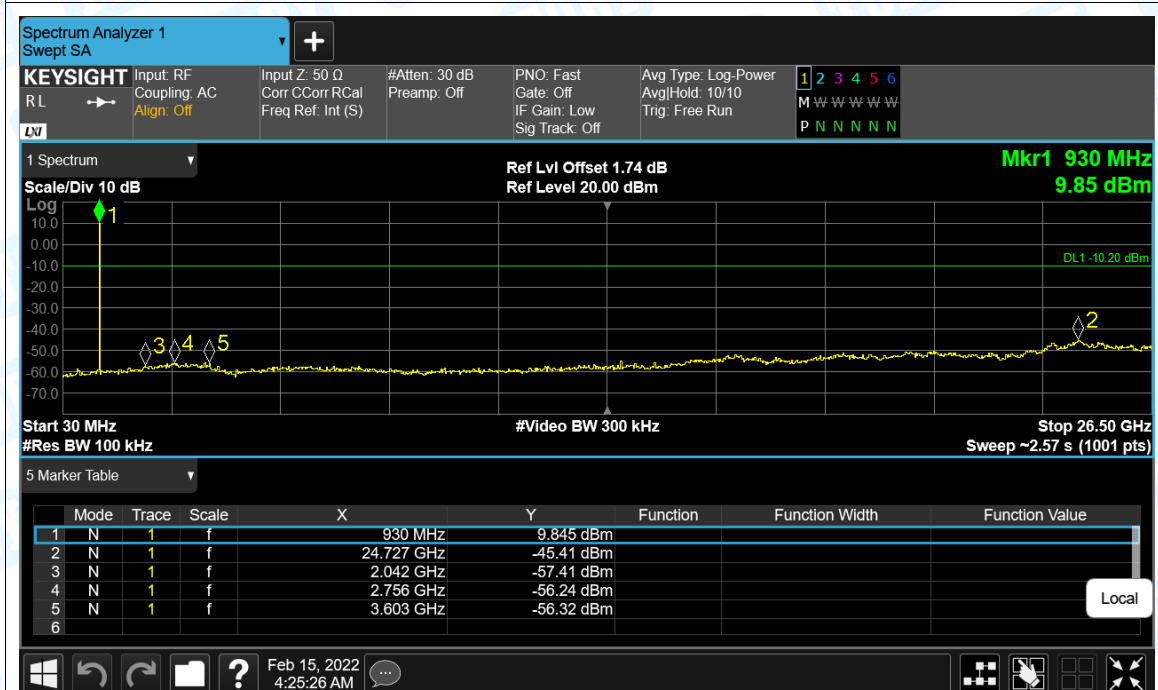 Spectrum Analyzer 1
Swept SA
+
KEYSIGHT
R L
LXI
Input: RF
Coupling: AC
Align: Off
Input Z: 50 Ω
Corr CCorr RCal
Freq Ref: Int (S)
#Atten: 30 dB
Preamp: Off
PNO: Fast
Gate: Off
IF Gain: Low
Sig Track: Off
Avg Type: Log-Power
Avg|Hold: 10/10
Trig: Free Run
1 2 3 4 5 6
M W W W W W
P N N N N N
1 Spectrum
Scale/Div 10 dB
Ref Lvl Offset 1.74 dB
Ref Level 20.00 dBm
Mkr1 930 MHz
9.85 dBm
Log
10.0
0.00
-10.0
-20.0
-30.0
-40.0
-50.0
-60.0
-70.0
1
DL1 -10.20 dBm
2
3 4 5
Start 30 MHz
#Res BW 100 kHz
#Video BW 300 kHz
Stop 26.50 GHz
Sweep ~2.57 s (1001 pts)
5 Marker Table
Mode Trace Scale X Y Function Function Width Function Value
1 N 1 f 930 MHz 9.845 dBm
2 N 1 f 24.727 GHz -45.41 dBm
3 N 1 f 2.042 GHz -57.41 dBm
4 N 1 f 2.756 GHz -56.24 dBm
5 N 1 f 3.603 GHz -56.32 dBm
6
Local
?
Feb 15, 2022
4:25:26 AM
...